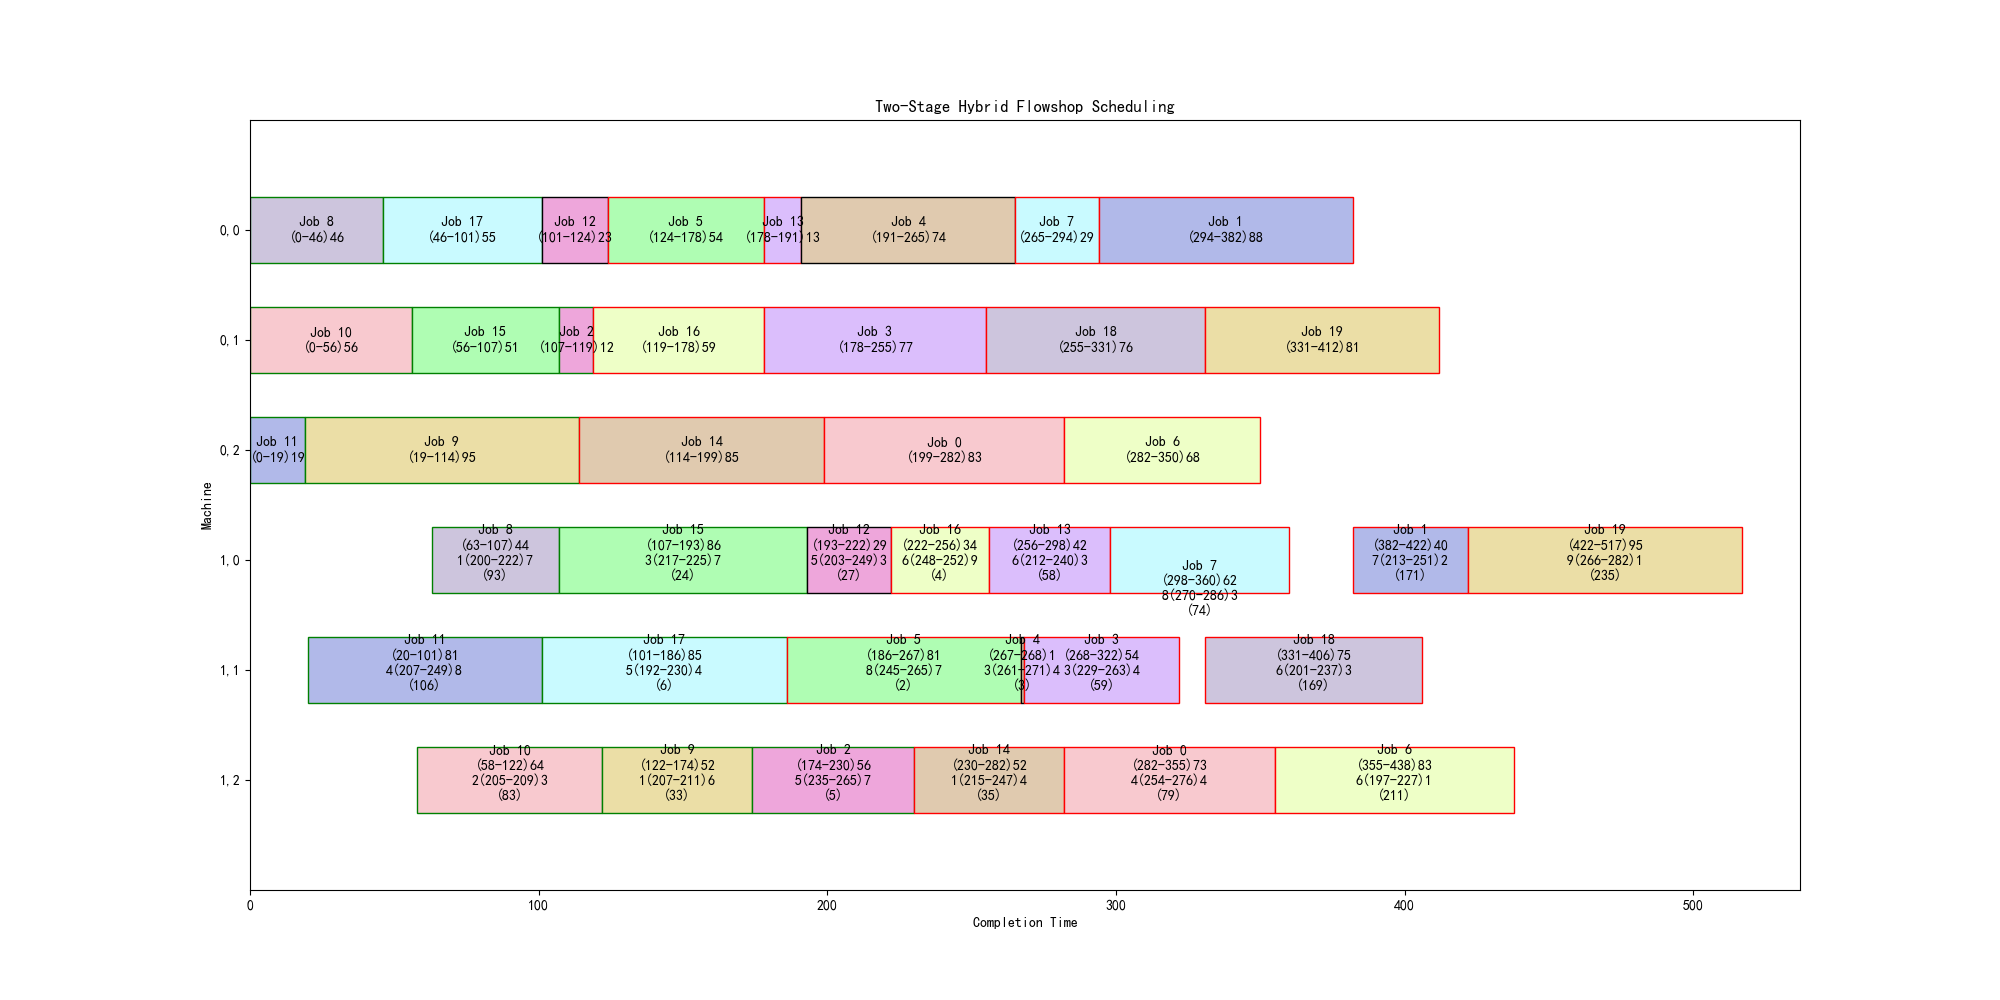 Two-Stage Hybrid Flowshop Scheduling
Machine
0,0
Job 8
(0-46)46
Job 17
(46-101)55
Job 12
(101-124)23
Job 5
(124-178)54
Job 13
(178-191)13
Job 4
(191-265)74
Job 7
(265-294)29
Job 1
(294-382)88
0,1
Job 10
(0-56)56
Job 15
(56-107)51
Job 2
(107-119)12
Job 16
(119-178)59
Job 3
(178-255)77
Job 18
(255-331)76
Job 19
(331-412)81
0,2
Job 11
(0-19)19
Job 9
(19-114)95
Job 14
(114-199)85
Job 0
(199-282)83
Job 6
(282-350)68
1,0
Job 8
(63-107)44
1(200-222)7
(93)
Job 15
(107-193)86
3(217-225)7
(24)
Job 12
(193-222)29
5(203-249)3
(27)
Job 16
(222-256)34
6(248-252)9
(4)
Job 13
(256-298)42
6(212-240)3
(58)
Job 7
(298-360)62
8(270-286)3
(74)
Job 1
(382-422)40
7(213-251)2
(171)
Job 19
(422-517)95
9(266-282)1
(235)
1,1
Job 11
(20-101)81
4(207-249)8
(106)
Job 17
(101-186)85
5(192-230)4
(6)
Job 5
(186-267)81
8(245-265)7
(2)
Job 4
(267-268)1
3(261-271)4
(3)
Job 3
(268-322)54
3(229-263)4
(59)
Job 18
(331-406)75
6(201-237)3
(169)
1,2
Job 10
(58-122)64
2(205-209)3
(83)
Job 9
(122-174)52
1(207-211)6
(33)
Job 2
(174-230)56
5(235-265)7
(5)
Job 14
(230-282)52
1(215-247)4
(35)
Job 0
(282-355)73
4(254-276)4
(79)
Job 6
(355-438)83
6(197-227)1
(211)
0
100
200
300
400
500
Completion Time